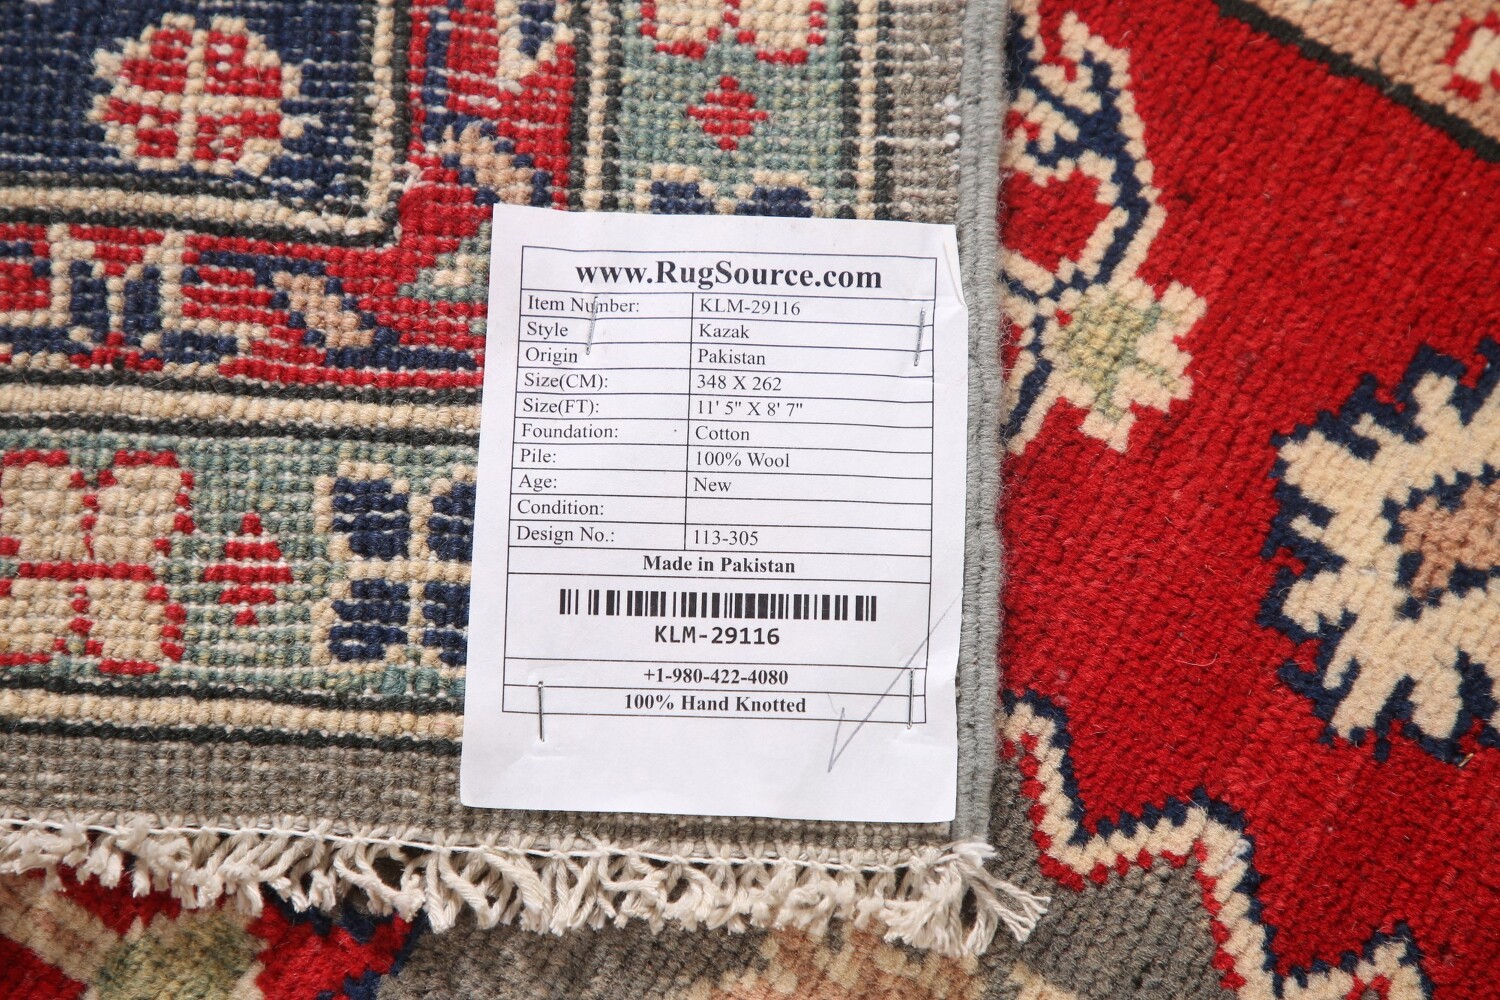 www.RugSource.com
Item Number: KLM-29116
Style Kazak
Origin Pakistan
Size(CM): 348 X 262
Size(FT): 11' 5" X 8' 7"
Foundation: Cotton
Pile: 100% Wool
Age: New
Condition:
Design No.: 113-305
Made in Pakistan
KLM-29116
+1-980-422-4080
100% Hand Knotted